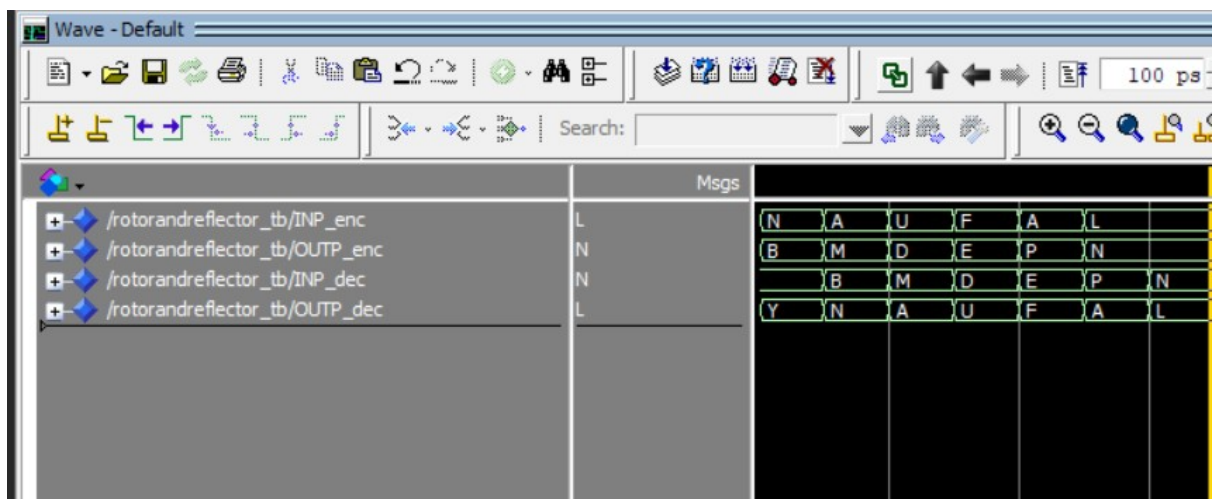 Wave - Default
100 ps
Search:
Msgs
/rotorandreflector_tb/INP_enc L N A U F A L
/rotorandreflector_tb/OUTP_enc N B M D E P N
/rotorandreflector_tb/INP_dec N B M D E P N
/rotorandreflector_tb/OUTP_dec L Y N A U F A L